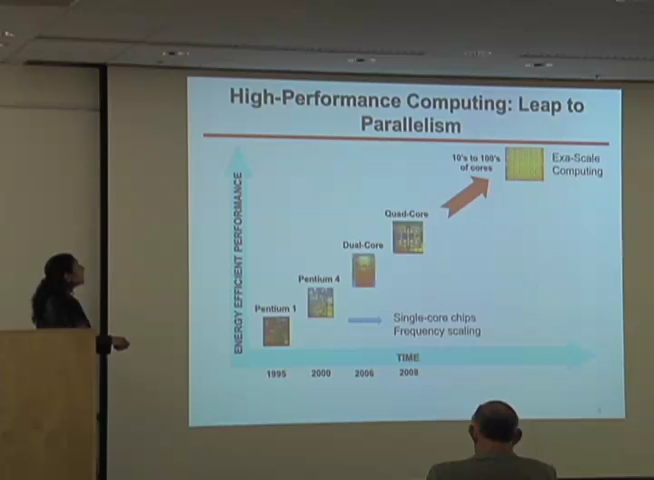 High-Performance Computing: Leap to
Parallelism
10's to 100's
of cores
Exa-Scale
Computing
ENERGY EFFICIENT PERFORMANCE
Quad-Core
Dual-Core
Pentium 4
Pentium 1
Single-core chips
Frequency scaling
TIME
1995
2000
2006
2008